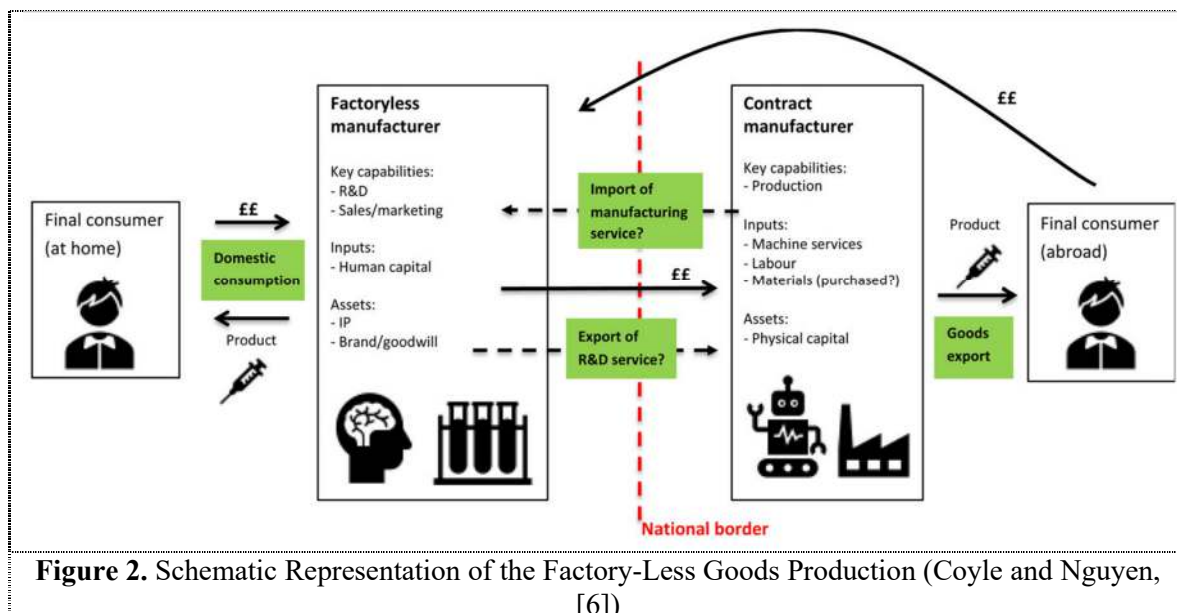 Final consumer
(at home)
££
Domestic
consumption
Product
Factoryless
manufacturer
Key capabilities:
- R&D
- Sales/marketing
Inputs:
- Human capital
Assets:
- IP
- Brand/goodwill
Import of
manufacturing
service?
££
Export of
R&D service?
National border
Contract
manufacturer
Key capabilities:
- Production
Inputs:
- Machine services
- Labour
- Materials (purchased?)
Assets:
- Physical capital
££
Product
Goods
export
Final consumer
(abroad)
Figure 2. Schematic Representation of the Factory-Less Goods Production (Coyle and Nguyen,
[6])